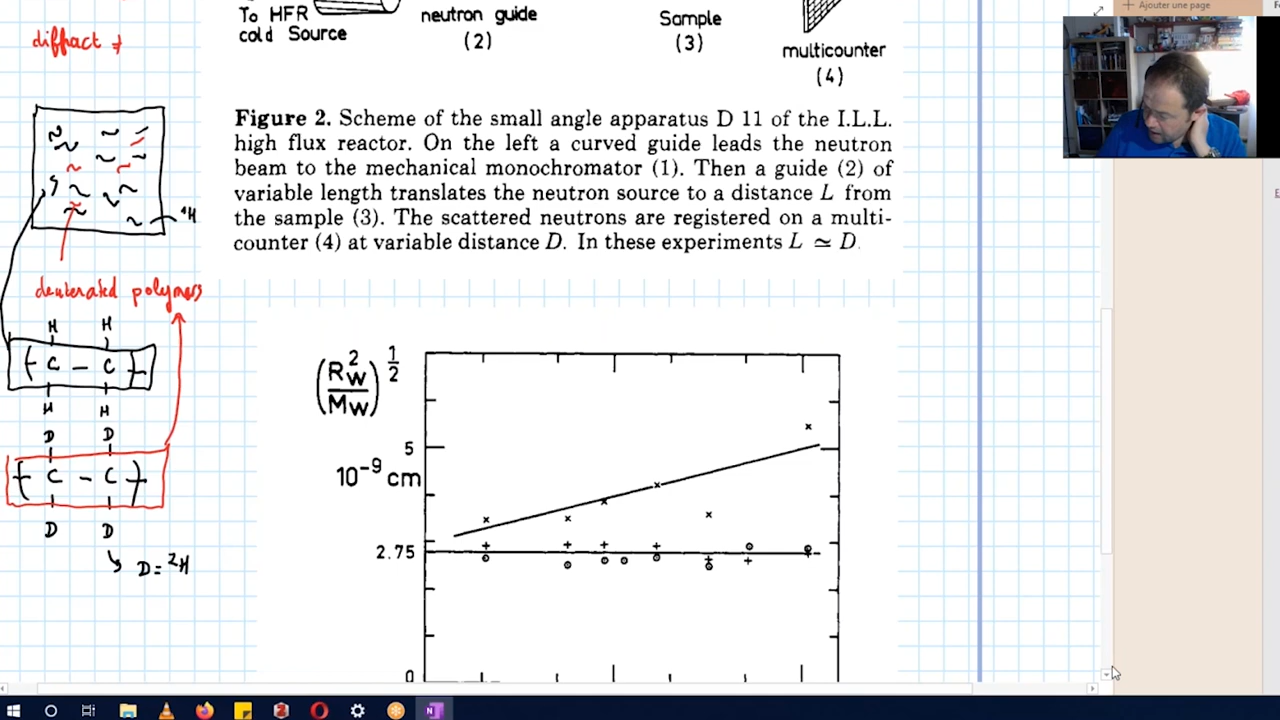 Ajouter une page
To HFR
cold Source
neutron guide
(2)
Sample
(3)
multicounter
(4)
diffract
Figure 2. Scheme of the small angle apparatus D 11 of the I.L.L.
high flux reactor. On the left a curved guide leads the neutron
beam to the mechanical monochromator (1). Then a guide (2) of
variable length translates the neutron source to a distance L from
the sample (3). The scattered neutrons are registered on a multi-
counter (4) at variable distance D. In these experiments L ≃ D.
¹H
deuterated polymers
H H
C - C
H H
D D
C - C
D D
D = ²H
(R²w/Mw)^1/2
5
10⁻⁹ cm
2.75
0